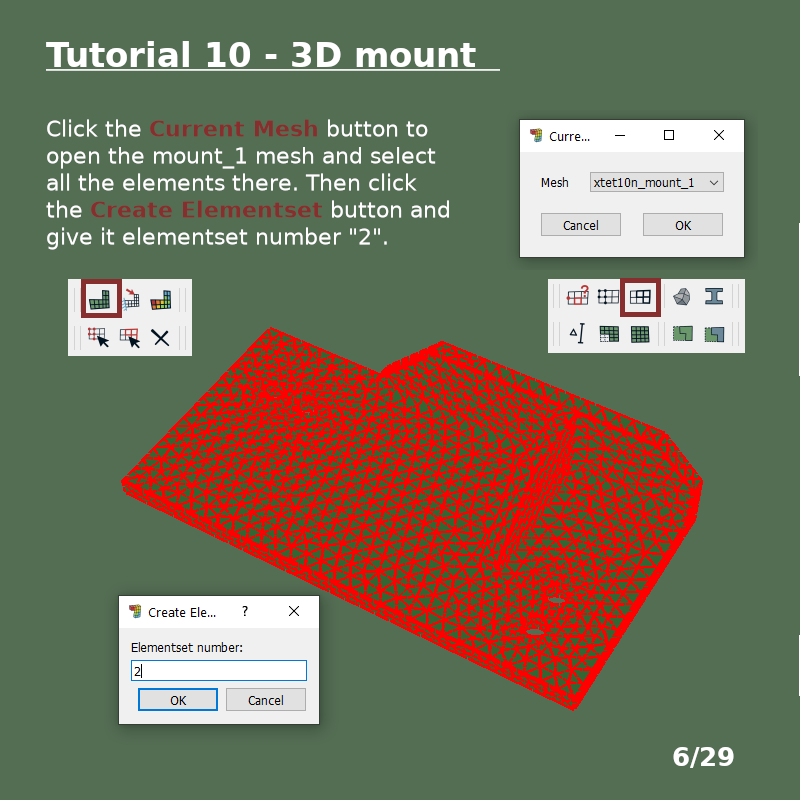 Tutorial 10 - 3D mount
Click the Current Mesh button to
open the mount_1 mesh and select
all the elements there. Then click
the Create Elementset button and
give it elementset number "2".
Curre...
Mesh xtet10n_mount_1
Cancel OK
Create Ele... ?
Elementset number:
2
OK Cancel
6/29